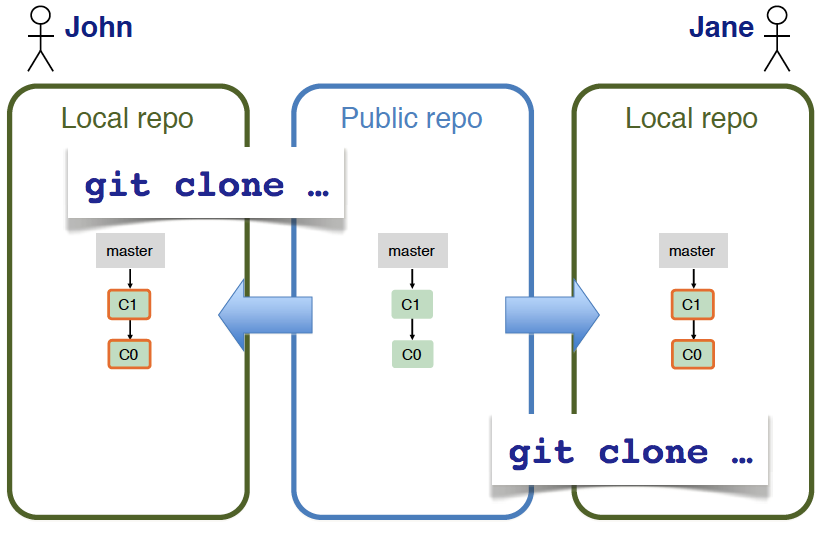 John
Jane
Local repo
Public repo
Local repo
git clone …
master
master
master
C1
C1
C1
C0
C0
C0
git clone …